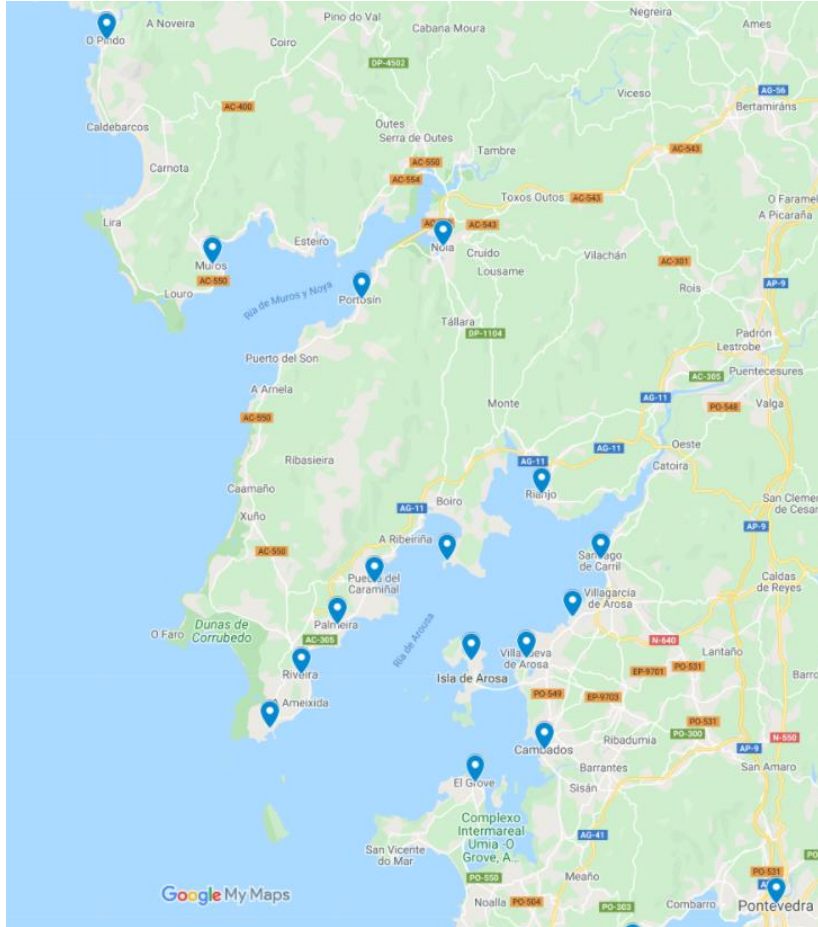 Negreira
Pino do Val
A Noveira
Cabana Moura
Ames
O Pindo
Coiro
DP-4502
AG-56
Viceso
Bertamiráns
AC-400
Caldebarcos
Outes
Serra de Outes
Carnota
AC-550
Tambre
AC-543
AC-554
Toxos Outos
AC-543
O Faramel
A Picaraña
Lira
Esteiro
AC-543
Noia
Cruido
Vilachán
AC-301
Muros
Lousame
AC-550
Rois
AP-9
Louro
Ría de Muros y Noya
Portosín
Tállara
DP-1104
Padrón
Lestrobe
Puerto del Son
AC-305
Puentecesures
A Arnela
Monte
AG-11
PO-548
Valga
AC-550
Ribasieira
AG-11
AG-11
Oeste
Catoira
Caamaño
Rianjo
Boiro
San Clemen
de Cesar
AG-11
Xuño
AP-9
A Ribeiriña
AC-550
Santiago
de Carril
Puebla del
Caramiñal
Caldas
de Reyes
Villagarcía
de Arosa
Dunas de
Corrubedo
Palmeira
O Faro
AC-305
Ría de Arousa
N-640
Villanueva
de Arosa
Lantaño
Riveira
Isla de Arosa
EP-9701
PO-531
Barro
PO-549
EP-9703
A Ameixida
PO-531
PO-300
N-550
Cambados
Ribadumia
AP-9
Barrantes
San Amaro
El Grove
Sisán
Complexo
Intermareal
Umia -O
Grove, A...
AG-41
San Vicente
do Mar
PO-531
Meaño
PO-550
Google My Maps
Noalla
PO-504
PO-303
Combarro
Pontevedra